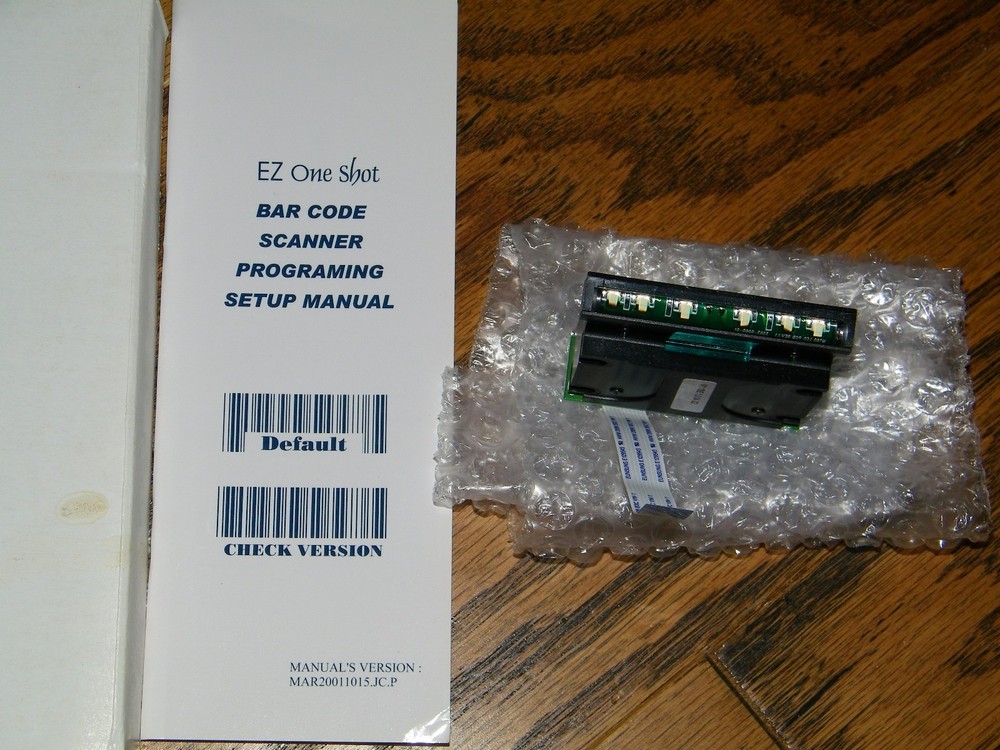 EZ One Shot
BAR CODE
SCANNER
PROGRAMING
SETUP MANUAL
Default
CHECK VERSION
MANUAL'S VERSION :
MAR20011015.JC.P